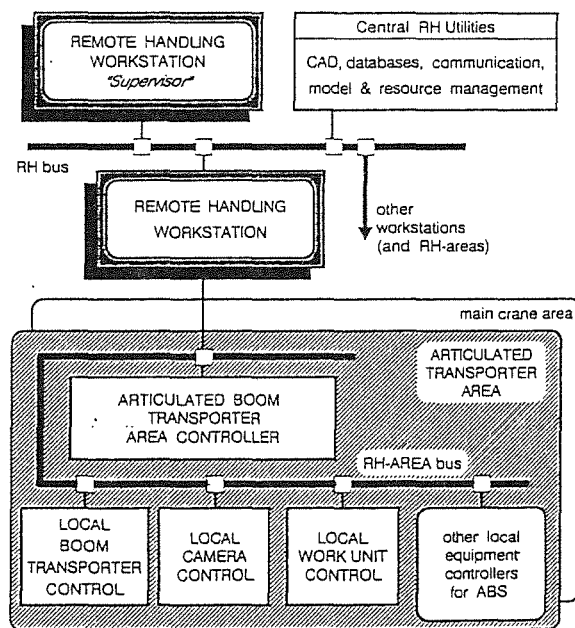 REMOTE HANDLING
WORKSTATION
"Supervisor"
Central RH Utilities
CAD, databases, communication,
model & resource management
RH bus
REMOTE HANDLING
WORKSTATION
other
workstations
(and RH-areas)
main crane area
ARTICULATED
TRANSPORTER
AREA
ARTICULATED BOOM
TRANSPORTER
AREA CONTROLLER
RH-AREA bus
LOCAL
BOOM
TRANSPORTER
CONTROL
LOCAL
CAMERA
CONTROL
LOCAL
WORK UNIT
CONTROL
other local
equipment
controllers
for ABS